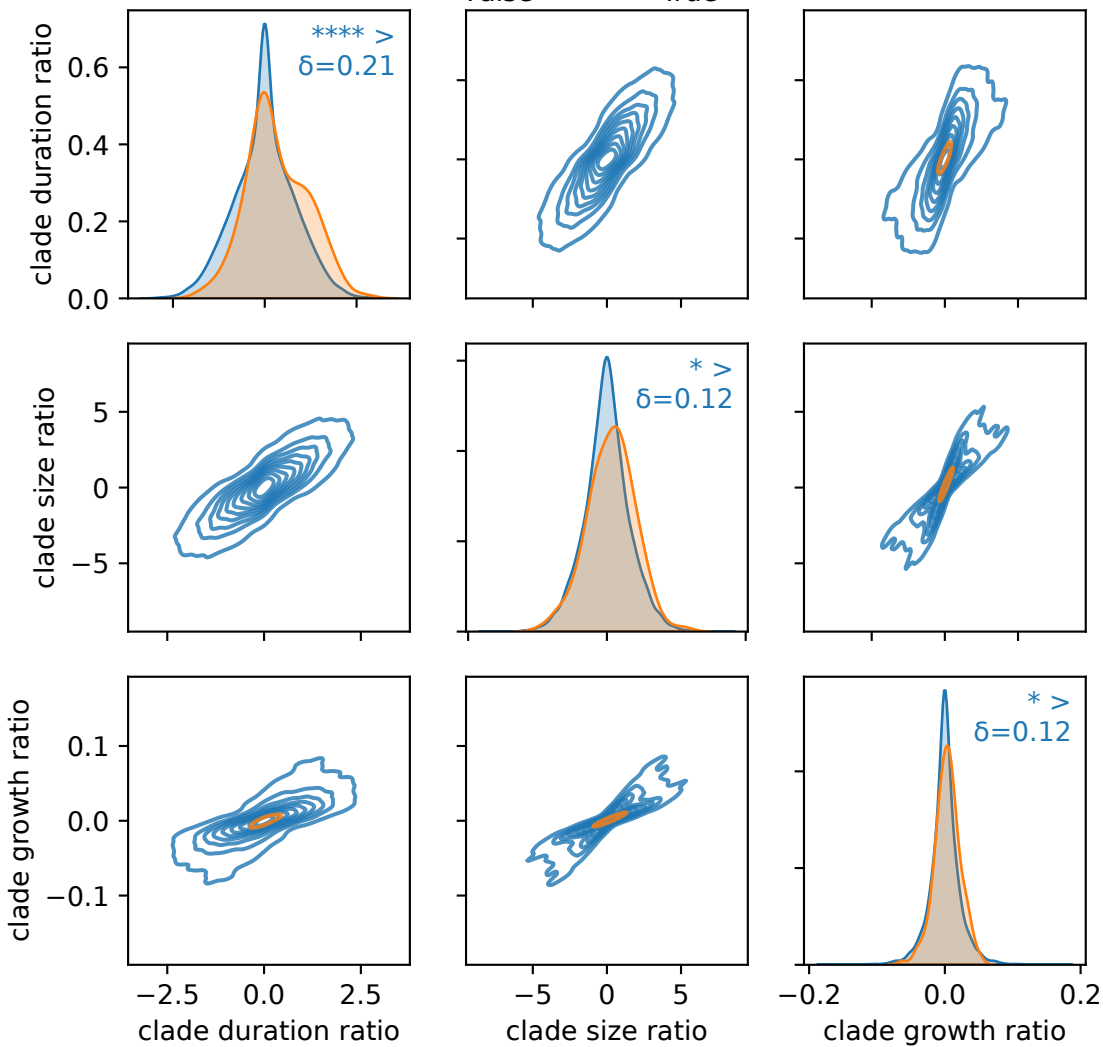 False True
clade duration ratio
0.6
0.4
0.2
0.0
**** >
δ=0.21
clade size ratio
5
0
−5
* >
δ=0.12
clade growth ratio
0.1
0.0
−0.1
* >
δ=0.12
−2.5 0.0 2.5
−5 0 5
−0.2 0.0 0.2
clade duration ratio
clade size ratio
clade growth ratio